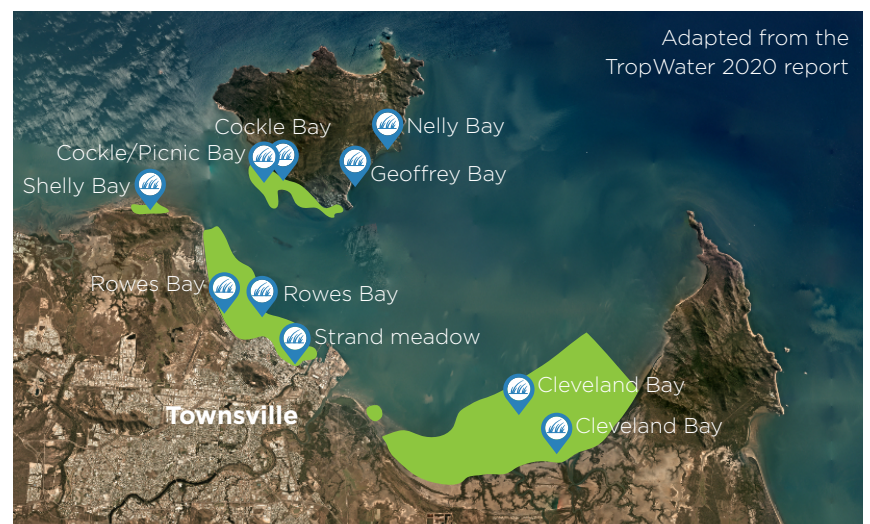 Adapted from the
TropWater 2020 report
Cockle Bay
Nelly Bay
Cockle/Picnic Bay
Geoffrey Bay
Shelly Bay
Rowes Bay
Rowes Bay
Strand meadow
Cleveland Bay
Townsville
Cleveland Bay